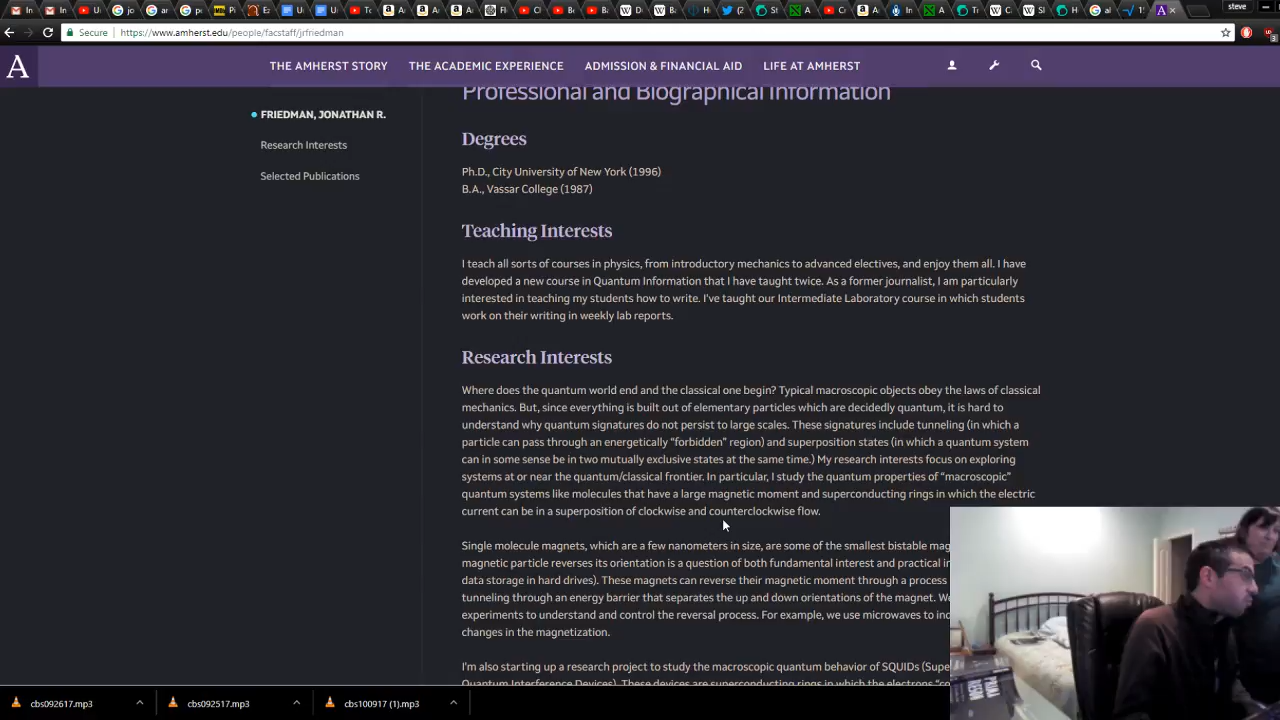 steve
Secure https://www.amherst.edu/people/facstaff/jrfriedman
A THE AMHERST STORY THE ACADEMIC EXPERIENCE ADMISSION & FINANCIAL AID LIFE AT AMHERST
FRIEDMAN, JONATHAN R.
Research Interests
Selected Publications
Professional and Biographical Information
Degrees
Ph.D., City University of New York (1996)
B.A., Vassar College (1987)
Teaching Interests
I teach all sorts of courses in physics, from introductory mechanics to advanced electives, and enjoy them all. I have
developed a new course in Quantum Information that I have taught twice. As a former journalist, I am particularly
interested in teaching my students how to write. I've taught our Intermediate Laboratory course in which students
work on their writing in weekly lab reports.
Research Interests
Where does the quantum world end and the classical one begin? Typical macroscopic objects obey the laws of classical
mechanics. But, since everything is built out of elementary particles which are decidedly quantum, it is hard to
understand why quantum signatures do not persist to large scales. These signatures include tunneling (in which a
particle can pass through an energetically “forbidden” region) and superposition states (in which a quantum system
can in some sense be in two mutually exclusive states at the same time.) My research interests focus on exploring
systems at or near the quantum/classical frontier. In particular, I study the quantum properties of “macroscopic”
quantum systems like molecules that have a large magnetic moment and superconducting rings in which the electric
current can be in a superposition of clockwise and counterclockwise flow.
Single molecule magnets, which are a few nanometers in size, are some of the smallest bistable mag
magnetic particle reverses its orientation is a question of both fundamental interest and practical in
data storage in hard drives). These magnets can reverse their magnetic moment through a process
tunneling through an energy barrier that separates the up and down orientations of the magnet. We
experiments to understand and control the reversal process. For example, we use microwaves to in
changes in the magnetization.
I'm also starting up a research project to study the macroscopic quantum behavior of SQUIDs (Supe
Quantum Interference Devices). These devices are superconducting rings in which the electrons
cbs092617.mp3 cbs092517.mp3 cbs100917 (1).mp3